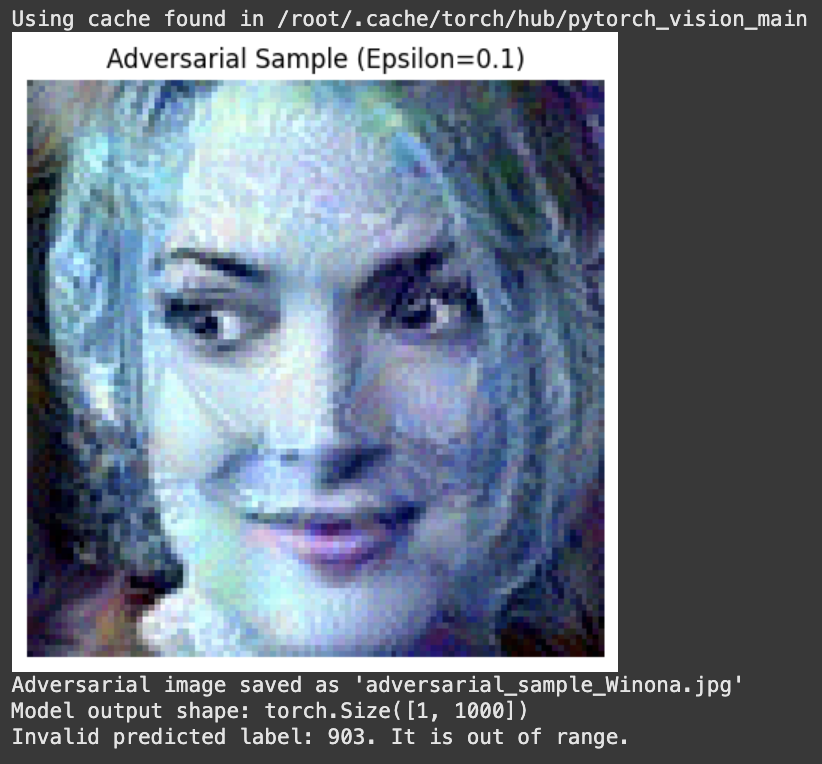 Using cache found in /root/.cache/torch/hub/pytorch_vision_main
Adversarial Sample (Epsilon=0.1)
Adversarial image saved as 'adversarial_sample_Winona.jpg'
Model output shape: torch.Size([1, 1000])
Invalid predicted label: 903. It is out of range.